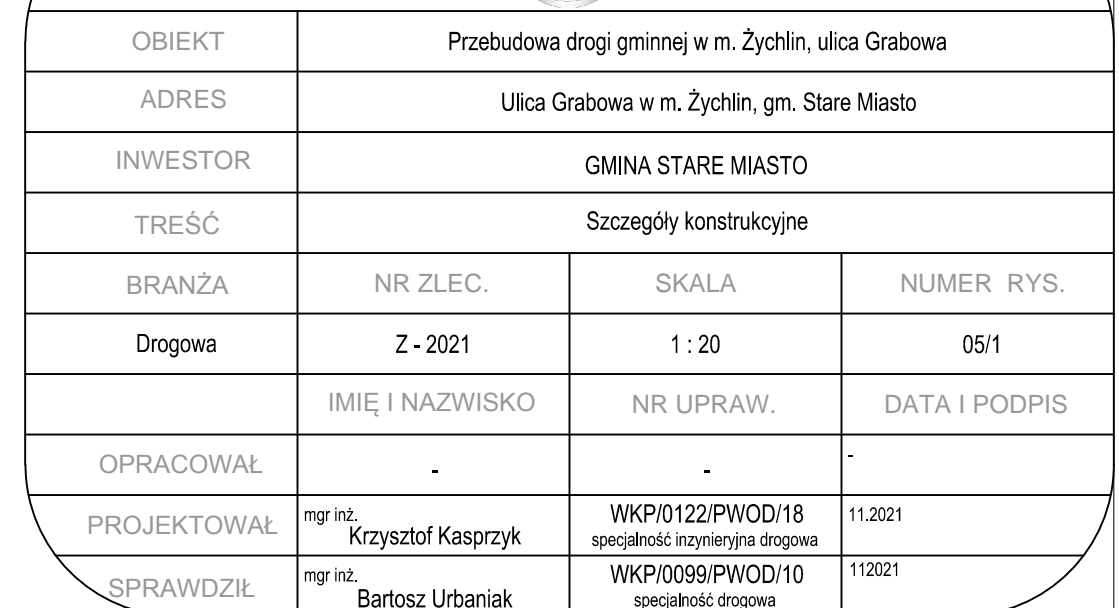 OBIEKT Przebudowa drogi gminnej w m. Żychlin, ulica Grabowa
ADRES Ulica Grabowa w m. Żychlin, gm. Stare Miasto
INWESTOR GMINA STARE MIASTO
TREŚĆ Szczegóły konstrukcyjne
BRANŻA NR ZLEC. SKALA NUMER RYS.
Drogowa Z - 2021 1 : 20 05/1
IMIĘ I NAZWISKO NR UPRAW. DATA I PODPIS
OPRACOWAŁ - - -
PROJEKTOWAŁ mgr inż. Krzysztof Kasprzyk WKP/0122/PWOD/18 11.2021
specjalność inzynieryjna drogowa
SPRAWDZIŁ mgr inż. Bartosz Urbaniak WKP/0099/PWOD/10 112021
specjalność drogowa